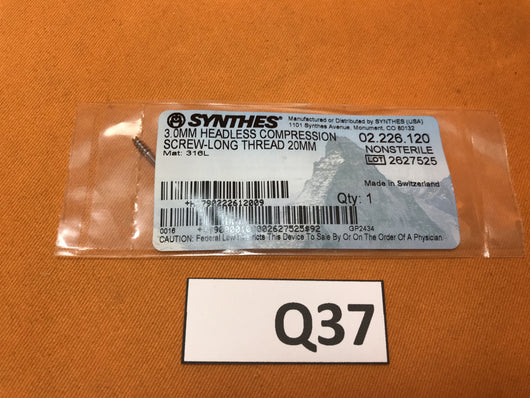 SYNTHES®
Manufactured or Distributed by SYNTHES (USA)
1101 Synthes Avenue, Monument, CO 80132
3.0MM HEADLESS COMPRESSION
SCREW-LONG THREAD 20MM
Mat: 316L
02.226.120
NONSTERILE
LOT 2627525
Made in Switzerland
Qty: 1
0016
GP2434
CAUTION: Federal Law Restricts This Device To Sale By or On The Order Of A Physician
Q37